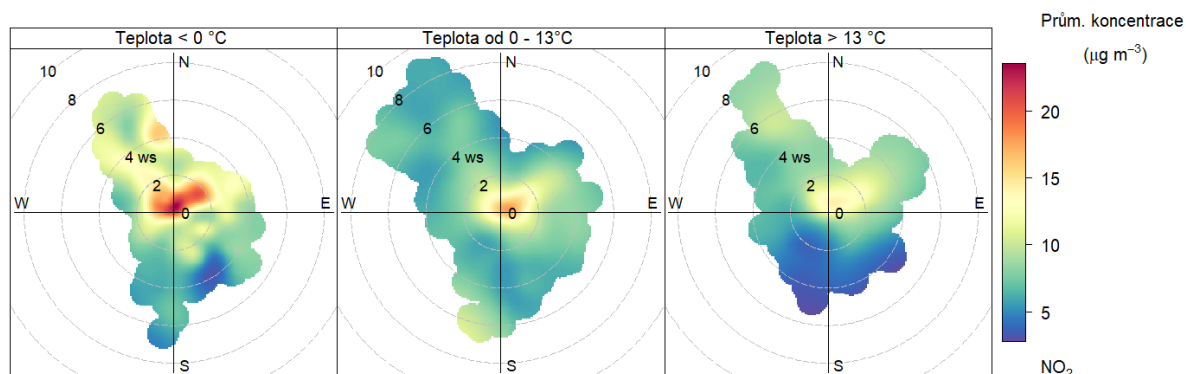 Teplota < 0 °C
Teplota od 0 - 13°C
Teplota > 13 °C
Prům. koncentrace
(µg m⁻³)
10
8
6
4 ws
2
0
N
W
E
S
10
8
6
4 ws
2
0
N
W
E
S
10
8
6
4 ws
2
0
N
W
E
S
20
15
10
5
NO₂